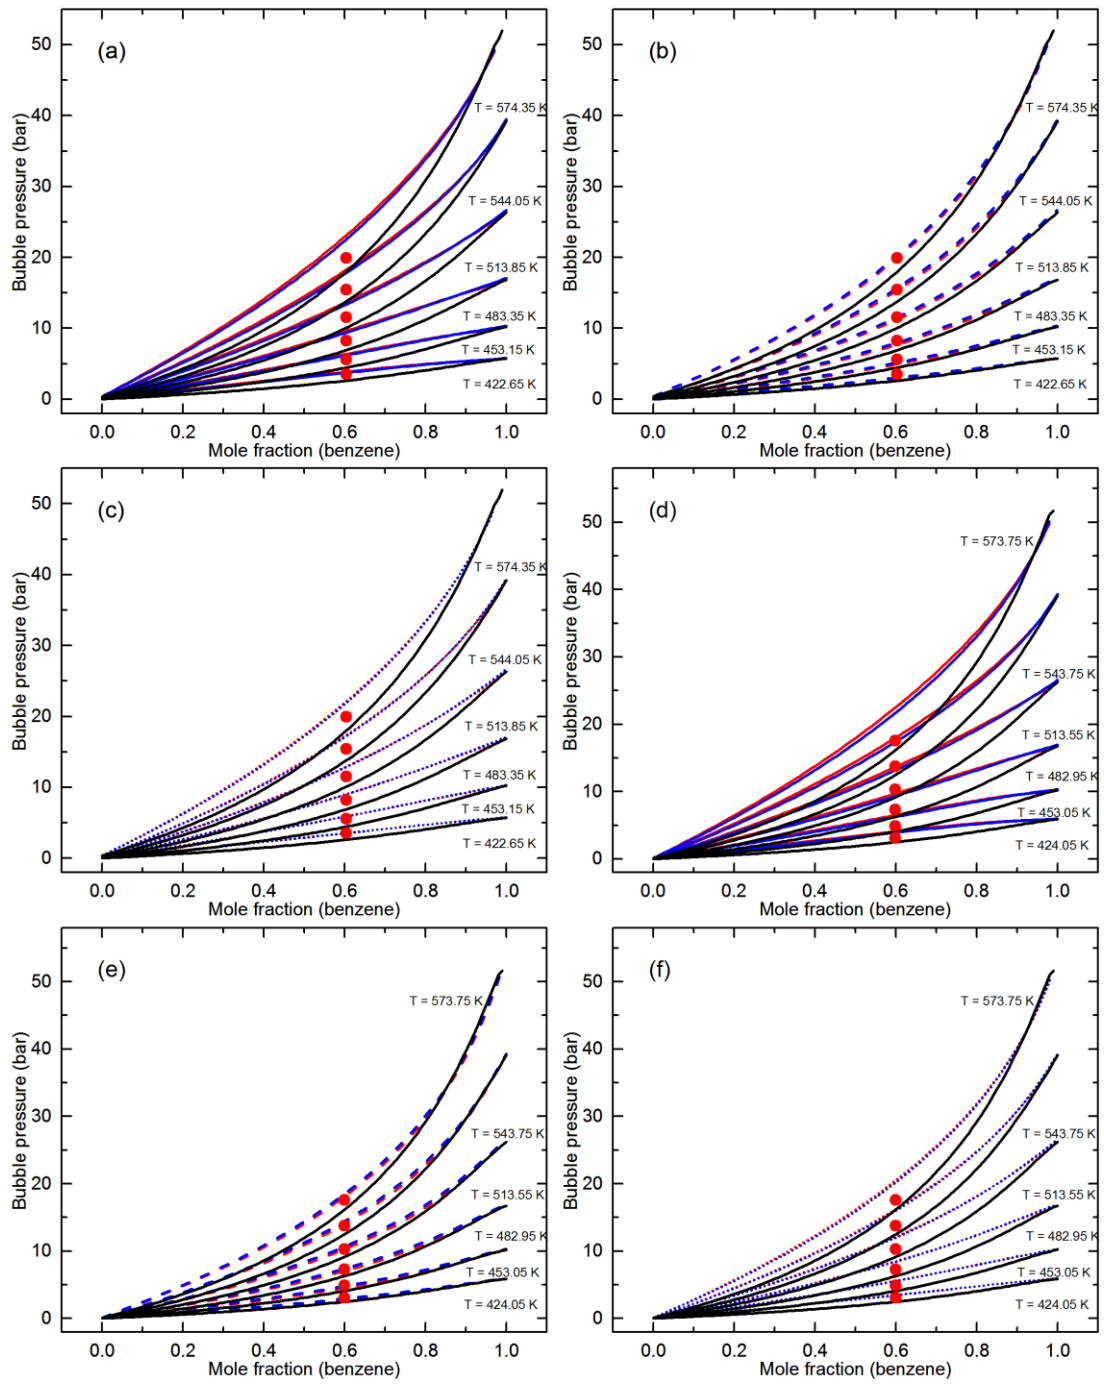 (a)
Bubble pressure (bar)
50
40
30
20
10
0
T = 574.35 K
T = 544.05 K
T = 513.85 K
T = 483.35 K
T = 453.15 K
T = 422.65 K
0.0 0.2 0.4 0.6 0.8 1.0
Mole fraction (benzene)
(b)
Bubble pressure (bar)
50
40
30
20
10
0
T = 574.35 K
T = 544.05 K
T = 513.85 K
T = 483.35 K
T = 453.15 K
T = 422.65 K
0.0 0.2 0.4 0.6 0.8 1.0
Mole fraction (benzene)
(c)
Bubble pressure (bar)
50
40
30
20
10
0
T = 574.35 K
T = 544.05 K
T = 513.85 K
T = 483.35 K
T = 453.15 K
T = 422.65 K
0.0 0.2 0.4 0.6 0.8 1.0
Mole fraction (benzene)
(d)
Bubble pressure (bar)
50
40
30
20
10
0
T = 573.75 K
T = 543.75 K
T = 513.55 K
T = 482.95 K
T = 453.05 K
T = 424.05 K
0.0 0.2 0.4 0.6 0.8 1.0
Mole fraction (benzene)
(e)
Bubble pressure (bar)
50
40
30
20
10
0
T = 573.75 K
T = 543.75 K
T = 513.55 K
T = 482.95 K
T = 453.05 K
T = 424.05 K
0.0 0.2 0.4 0.6 0.8 1.0
Mole fraction (benzene)
(f)
Bubble pressure (bar)
50
40
30
20
10
0
T = 573.75 K
T = 543.75 K
T = 513.55 K
T = 482.95 K
T = 453.05 K
T = 424.05 K
0.0 0.2 0.4 0.6 0.8 1.0
Mole fraction (benzene)